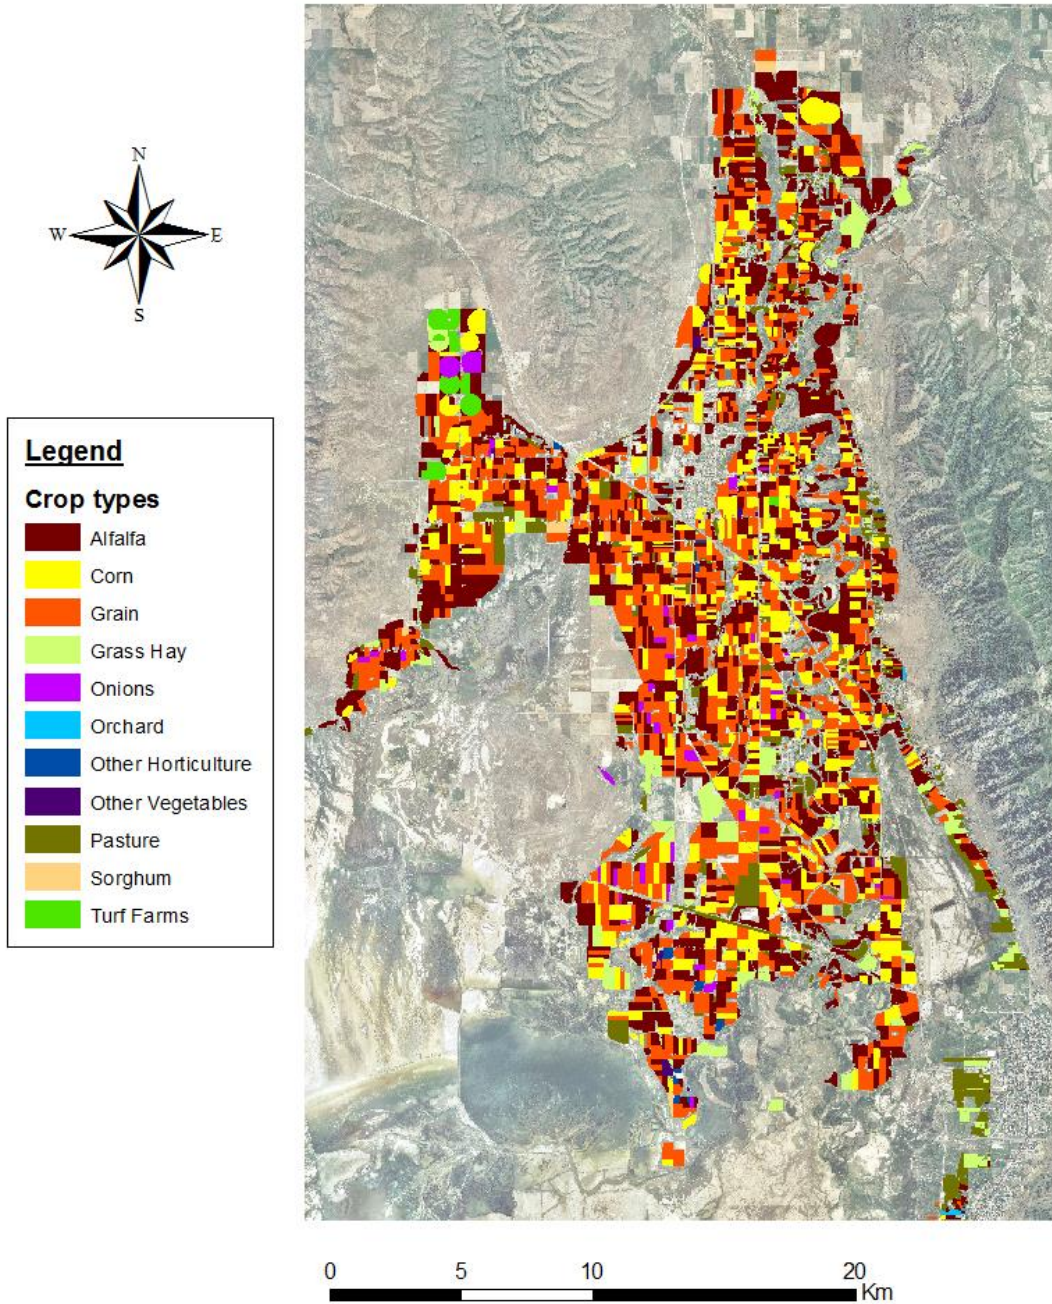 N
W E
S
Legend
Crop types
Alfalfa
Corn
Grain
Grass Hay
Onions
Orchard
Other Horticulture
Other Vegetables
Pasture
Sorghum
Turf Farms
0 5 10 20
Km